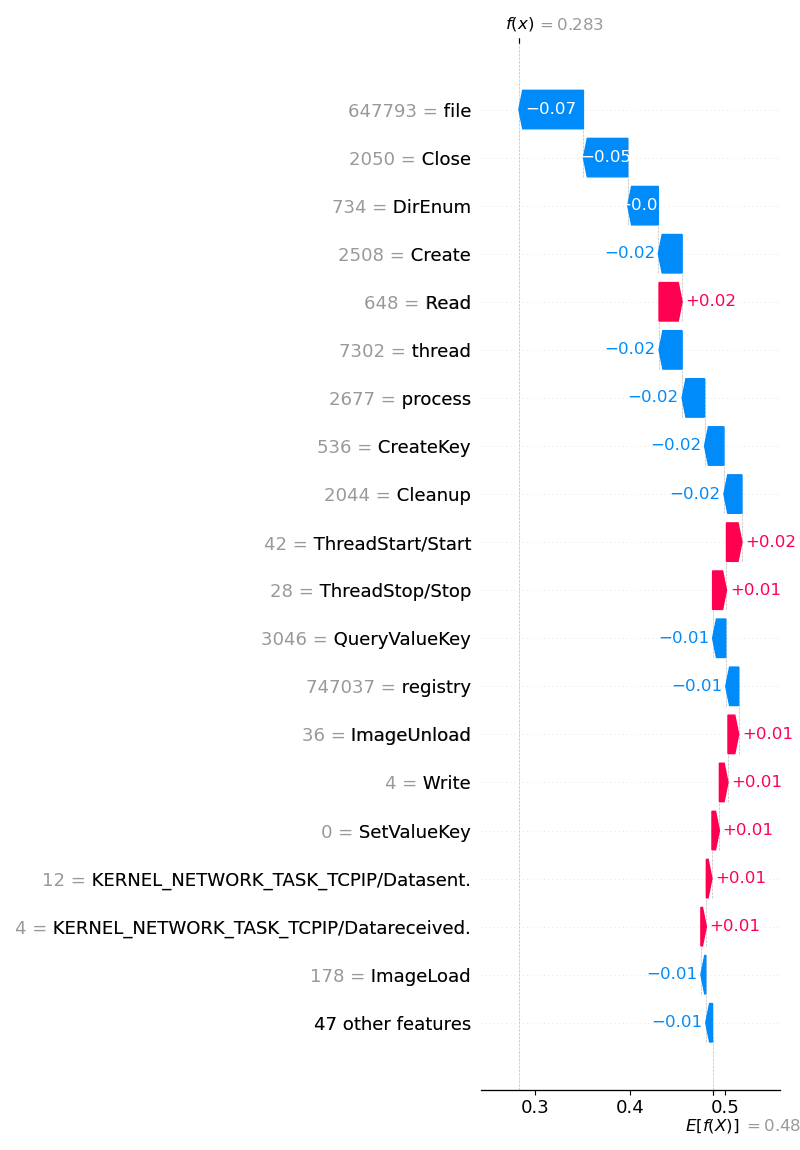 f(x) = 0.283
647793 = file −0.07
2050 = Close −0.05
734 = DirEnum -0.0
2508 = Create −0.02
648 = Read +0.02
7302 = thread −0.02
2677 = process −0.02
536 = CreateKey −0.02
2044 = Cleanup −0.02
42 = ThreadStart/Start +0.02
28 = ThreadStop/Stop +0.01
3046 = QueryValueKey −0.01
747037 = registry −0.01
36 = ImageUnload +0.01
4 = Write +0.01
0 = SetValueKey +0.01
12 = KERNEL_NETWORK_TASK_TCPIP/Datasent. +0.01
4 = KERNEL_NETWORK_TASK_TCPIP/Datareceived. +0.01
178 = ImageLoad −0.01
47 other features −0.01
0.3 0.4 0.5
E[f(X)] = 0.48